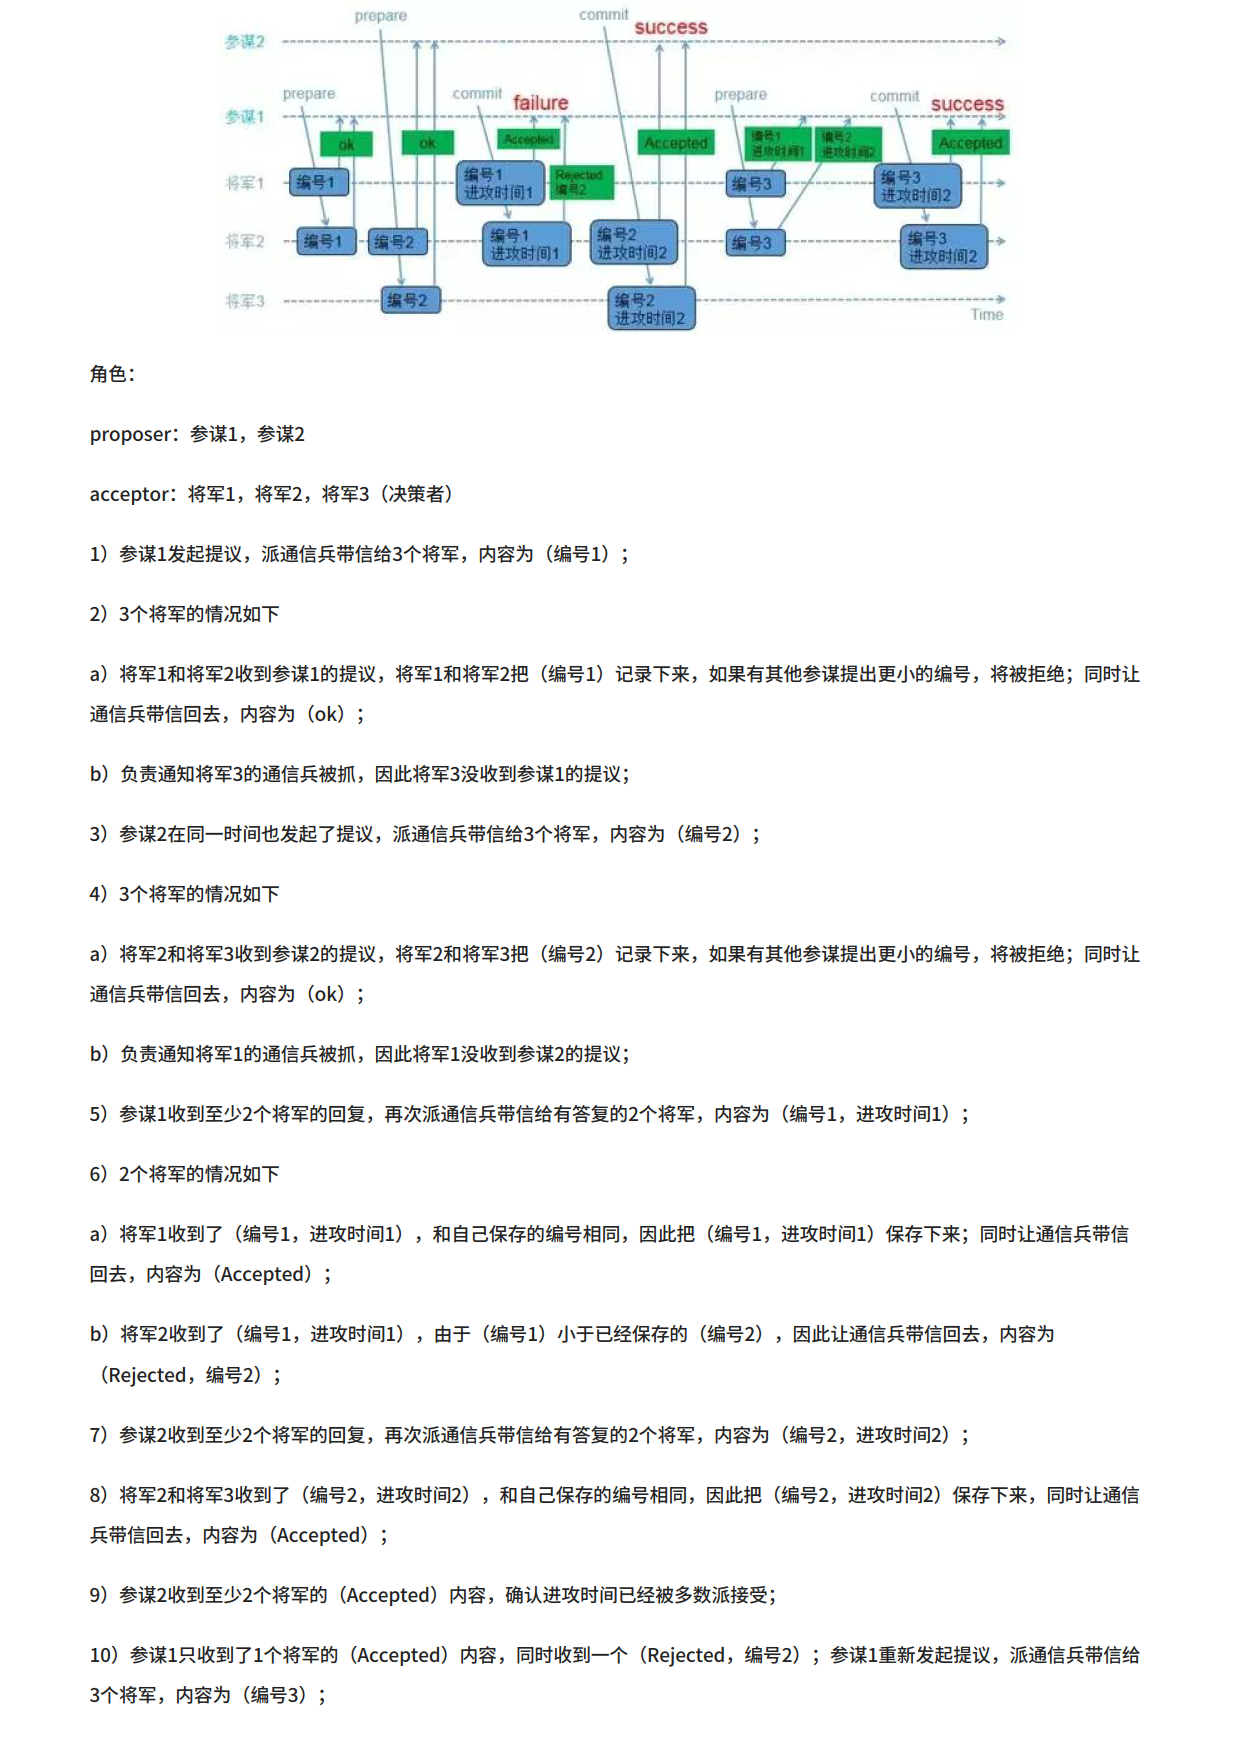 prepare
commit
success
参谋2
prepare
commit
failure
prepare
commit
success
参谋1
ok
ok
Accepted
Accepted
编号1
进攻时间1
编号2
进攻时间2
Accepted
将军1
编号1
编号1
进攻时间1
Rejected
编号2
编号3
编号3
进攻时间2
将军2
编号1
编号2
编号1
进攻时间1
编号2
进攻时间2
编号3
编号3
进攻时间2
将军3
编号2
编号2
进攻时间2
Time
角色：
proposer：参谋1，参谋2
acceptor：将军1，将军2，将军3（决策者）
1）参谋1发起提议，派通信兵带信给3个将军，内容为（编号1）；
2）3个将军的情况如下
a）将军1和将军2收到参谋1的提议，将军1和将军2把（编号1）记录下来，如果有其他参谋提出更小的编号，将被拒绝；同时让
通信兵带信回去，内容为（ok）；
b）负责通知将军3的通信兵被抓，因此将军3没收到参谋1的提议；
3）参谋2在同一时间也发起了提议，派通信兵带信给3个将军，内容为（编号2）；
4）3个将军的情况如下
a）将军2和将军3收到参谋2的提议，将军2和将军3把（编号2）记录下来，如果有其他参谋提出更小的编号，将被拒绝；同时让
通信兵带信回去，内容为（ok）；
b）负责通知将军1的通信兵被抓，因此将军1没收到参谋2的提议；
5）参谋1收到至少2个将军的回复，再次派通信兵带信给有答复的2个将军，内容为（编号1，进攻时间1）；
6）2个将军的情况如下
a）将军1收到了（编号1，进攻时间1），和自己保存的编号相同，因此把（编号1，进攻时间1）保存下来；同时让通信兵带信
回去，内容为（Accepted）；
b）将军2收到了（编号1，进攻时间1），由于（编号1）小于已经保存的（编号2），因此让通信兵带信回去，内容为
（Rejected，编号2）；
7）参谋2收到至少2个将军的回复，再次派通信兵带信给有答复的2个将军，内容为（编号2，进攻时间2）；
8）将军2和将军3收到了（编号2，进攻时间2），和自己保存的编号相同，因此把（编号2，进攻时间2）保存下来，同时让通信
兵带信回去，内容为（Accepted）；
9）参谋2收到至少2个将军的（Accepted）内容，确认进攻时间已经被多数派接受；
10）参谋1只收到了1个将军的（Accepted）内容，同时收到一个（Rejected，编号2）；参谋1重新发起提议，派通信兵带信给
3个将军，内容为（编号3）；